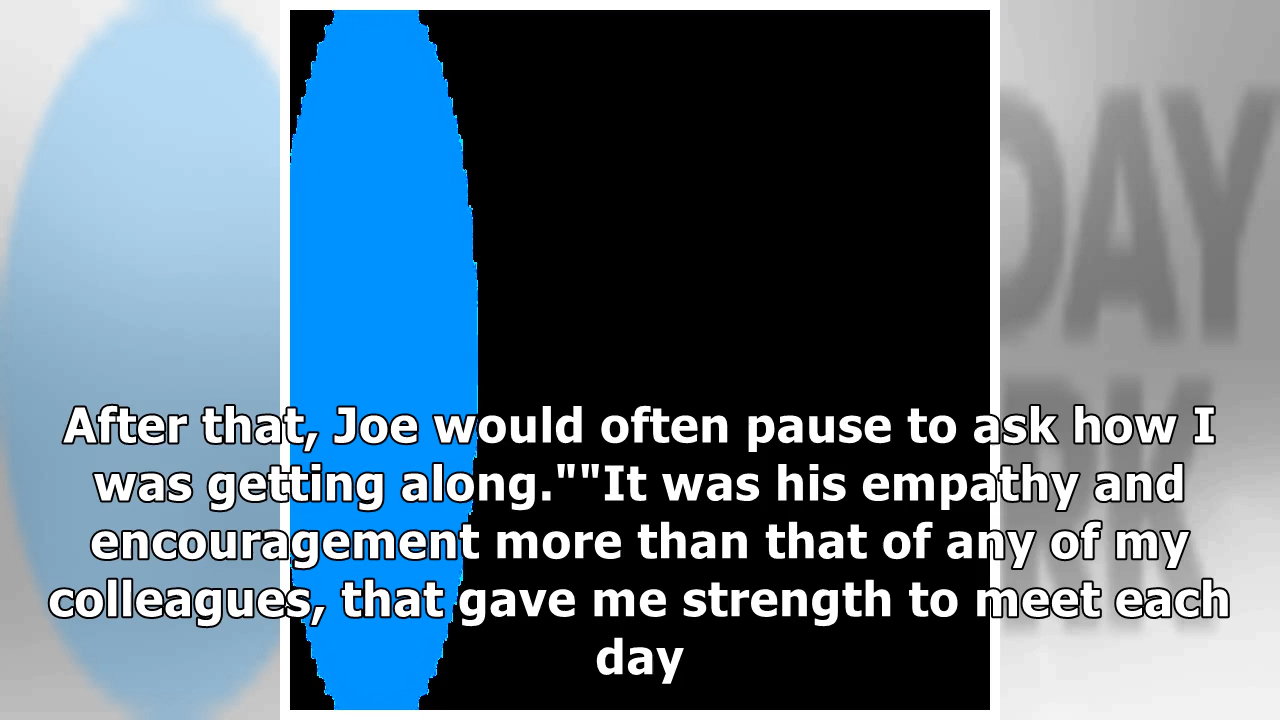 DAY
After that, Joe would often pause to ask how I
was getting along.""It was his empathy and
encouragement more than that of any of my
colleagues, that gave me strength to meet each
day